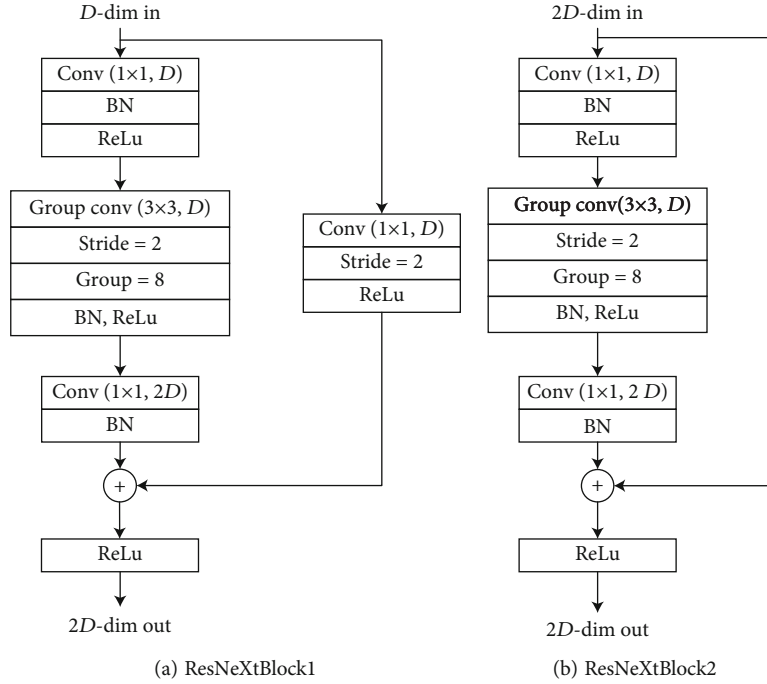 D-dim in
Conv (1×1, D)
BN
ReLu
Group conv (3×3, D)
Stride = 2
Group = 8
BN, ReLu
Conv (1×1, D)
Stride = 2
ReLu
Conv (1×1, 2D)
BN
+
ReLu
2D-dim out
(a) ResNeXtBlock1
2D-dim in
Conv (1×1, D)
BN
ReLu
Group conv(3×3, D)
Stride = 2
Group = 8
BN, ReLu
Conv (1×1, 2 D)
BN
+
ReLu
2D-dim out
(b) ResNeXtBlock2